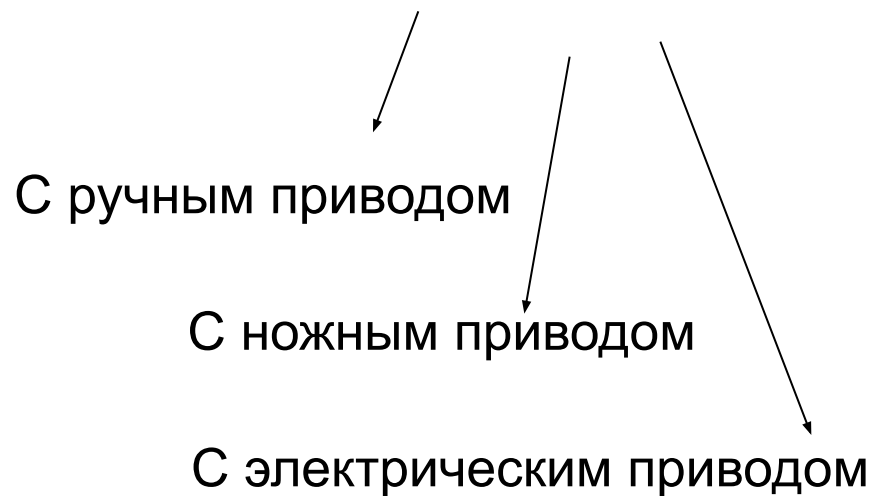 С ручным приводом
С ножным приводом
С электрическим приводом